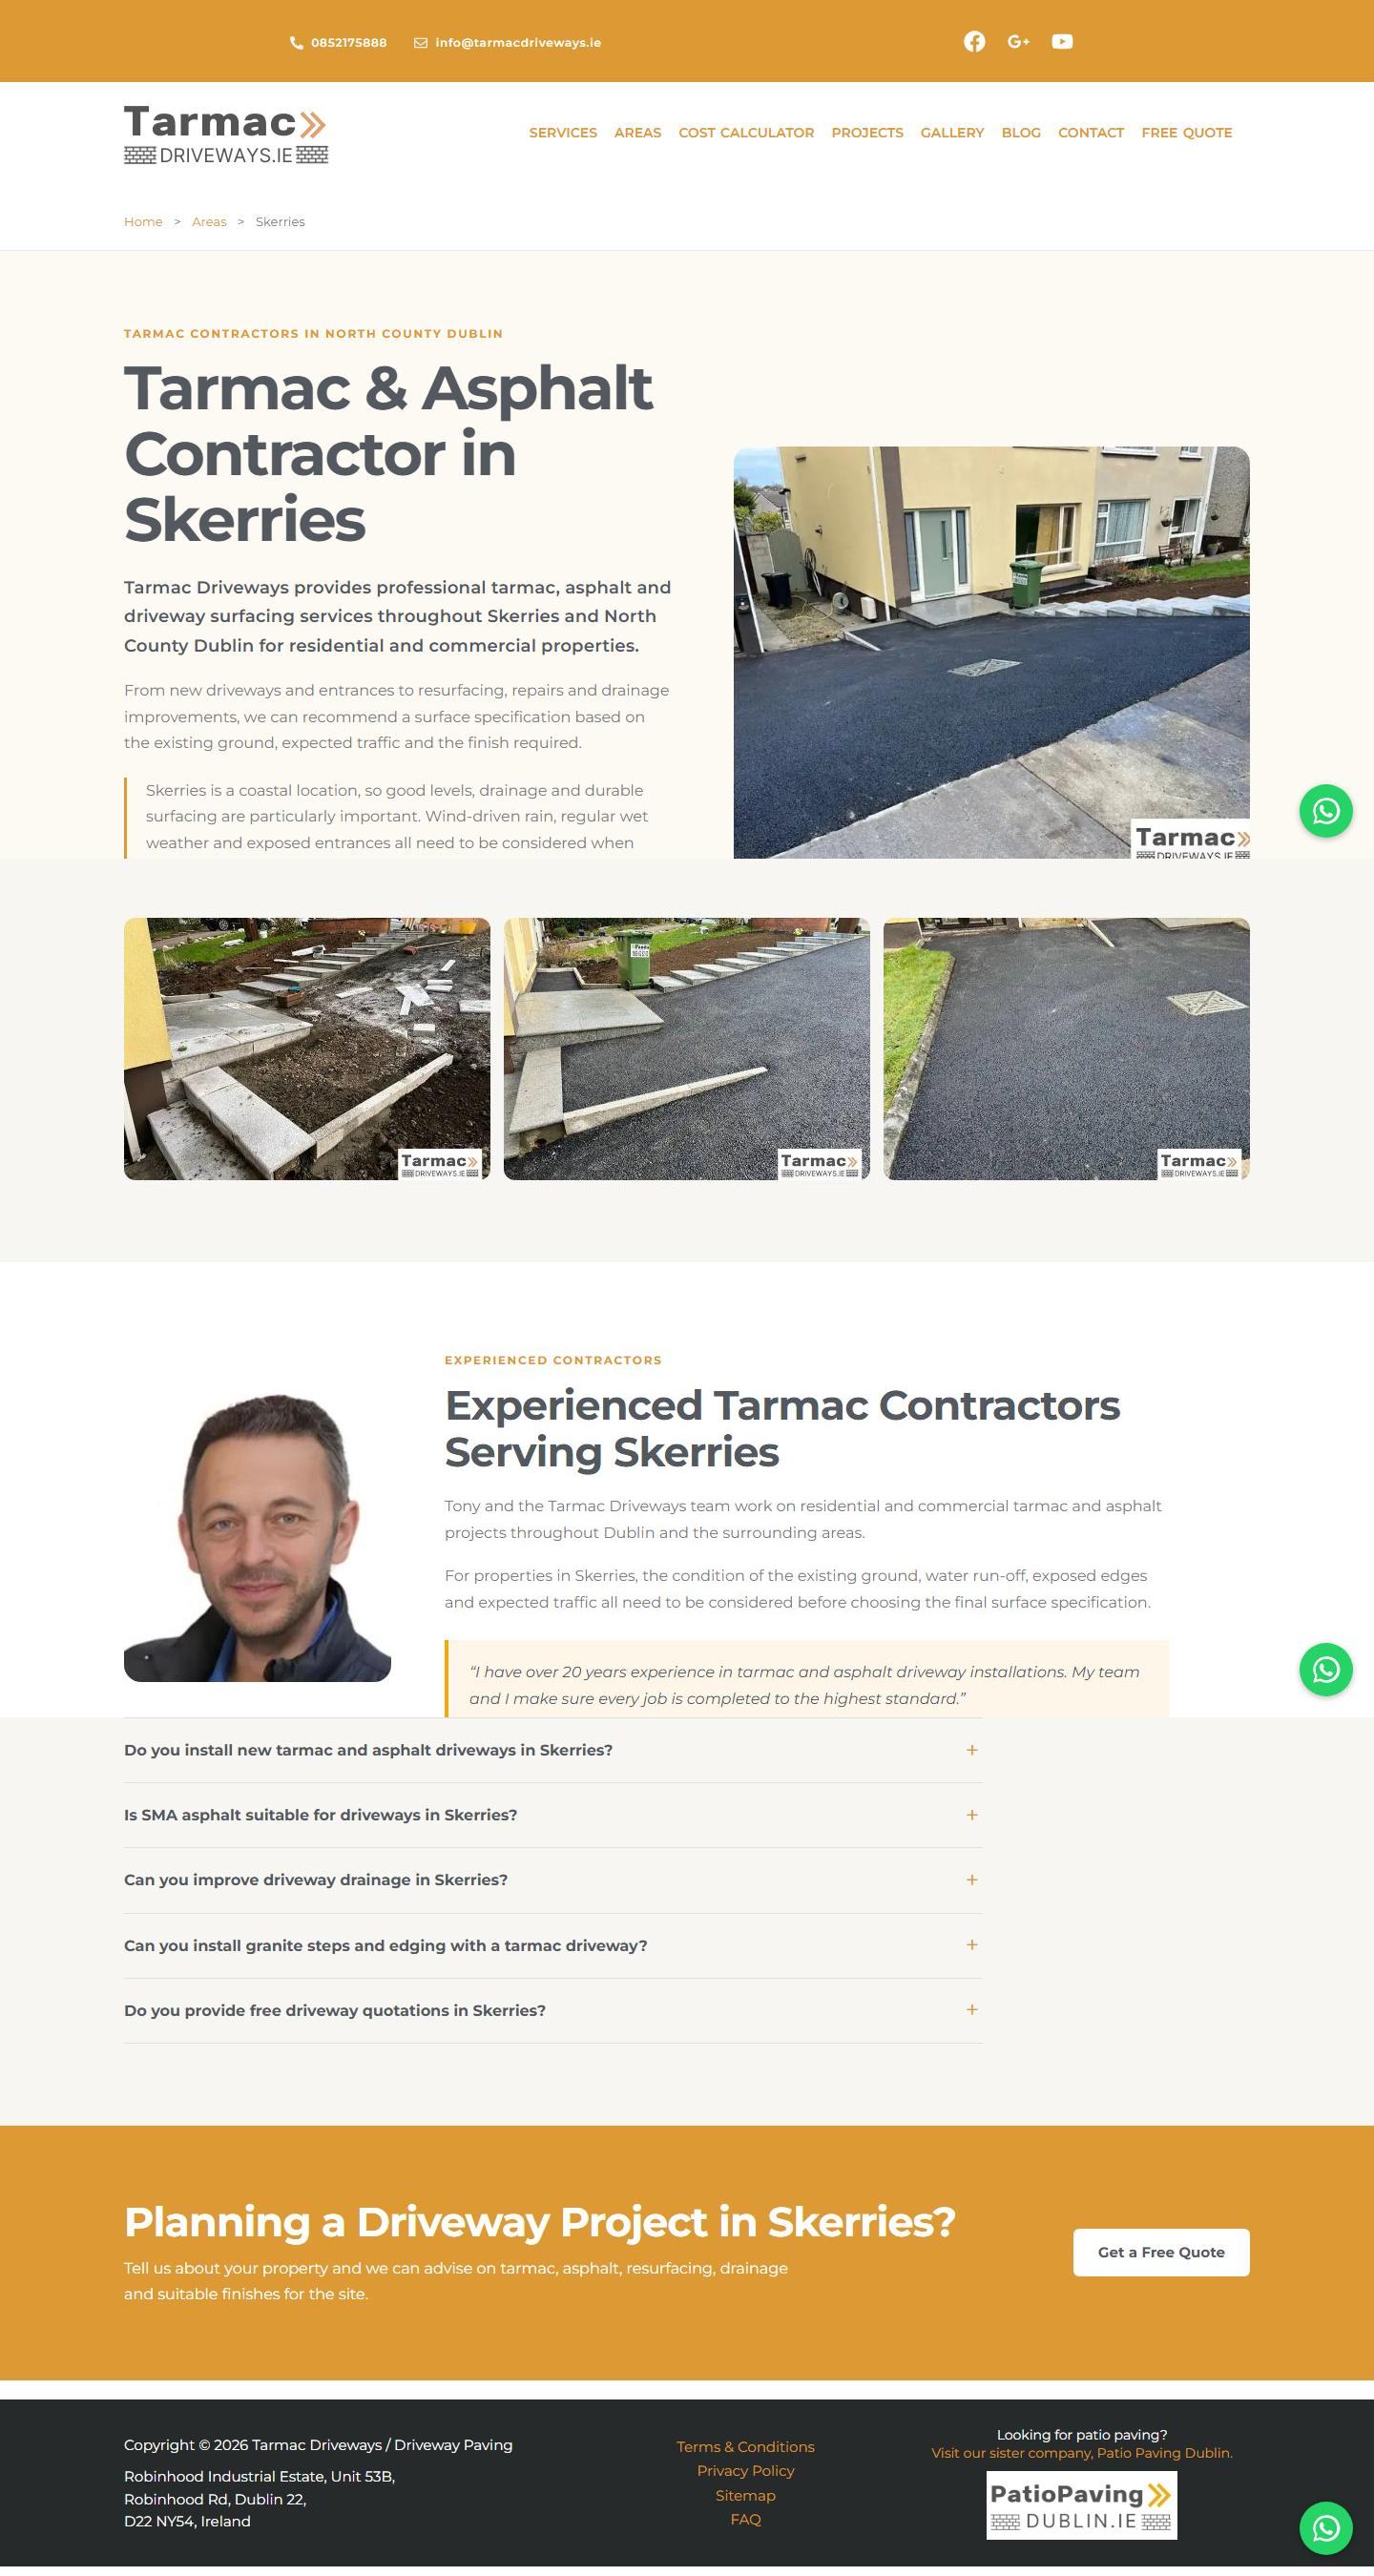 0852175888
info@tarmacdriveways.ie
Tarmac
DRIVEWAYS.IE
SERVICES AREAS COST CALCULATOR PROJECTS GALLERY BLOG CONTACT FREE QUOTE
Home > Areas > Skerries
TARMAC CONTRACTORS IN NORTH COUNTY DUBLIN
Tarmac & Asphalt
Contractor in
Skerries
Tarmac Driveways provides professional tarmac, asphalt and
driveway surfacing services throughout Skerries and North
County Dublin for residential and commercial properties.
From new driveways and entrances to resurfacing, repairs and drainage
improvements, we can recommend a surface specification based on
the existing ground, expected traffic and the finish required.
Skerries is a coastal location, so good levels, drainage and durable
surfacing are particularly important. Wind-driven rain, regular wet
weather and exposed entrances all need to be considered when
Tarmac
DRIVEWAYS.IE
Tarmac
DRIVEWAYS.IE
Tarmac
DRIVEWAYS.IE
Tarmac
DRIVEWAYS.IE
EXPERIENCED CONTRACTORS
Experienced Tarmac Contractors
Serving Skerries
Tony and the Tarmac Driveways team work on residential and commercial tarmac and asphalt
projects throughout Dublin and the surrounding areas.
For properties in Skerries, the condition of the existing ground, water run-off, exposed edges
and expected traffic all need to be considered before choosing the final surface specification.
“I have over 20 years experience in tarmac and asphalt driveway installations. My team
and I make sure every job is completed to the highest standard.”
Do you install new tarmac and asphalt driveways in Skerries? +
Is SMA asphalt suitable for driveways in Skerries? +
Can you improve driveway drainage in Skerries? +
Can you install granite steps and edging with a tarmac driveway? +
Do you provide free driveway quotations in Skerries? +
Planning a Driveway Project in Skerries?
Tell us about your property and we can advise on tarmac, asphalt, resurfacing, drainage
and suitable finishes for the site.
Get a Free Quote
Copyright © 2026 Tarmac Driveways / Driveway Paving
Robinhood Industrial Estate, Unit 53B,
Robinhood Rd, Dublin 22,
D22 NY54, Ireland
Terms & Conditions
Privacy Policy
Sitemap
FAQ
Looking for patio paving?
Visit our sister company, Patio Paving Dublin.
PatioPaving
DUBLIN.IE